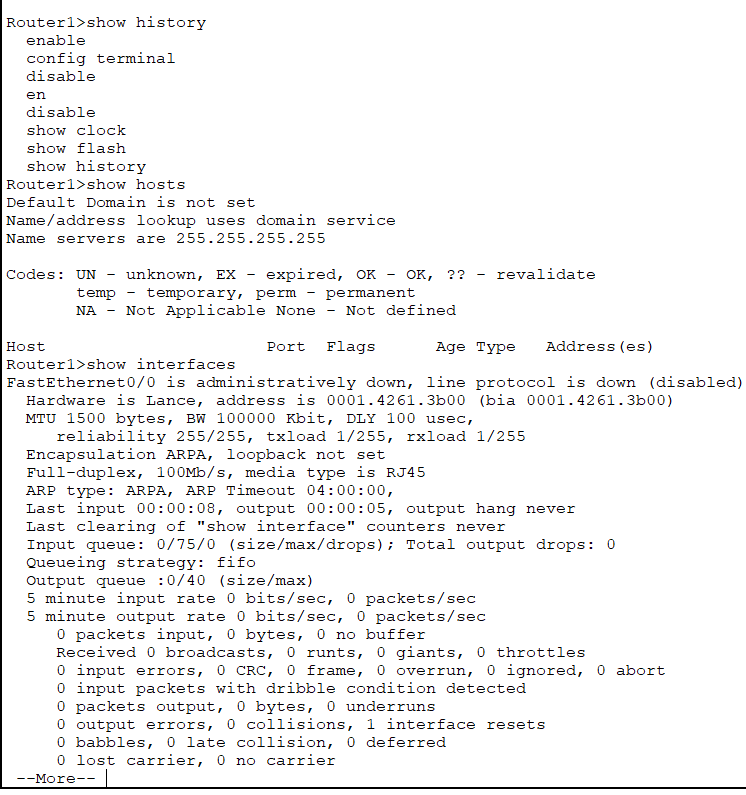 Router1>show history
  enable
  config terminal
  disable
  en
  disable
  show clock
  show flash
  show history
Router1>show hosts
Default Domain is not set
Name/address lookup uses domain service
Name servers are 255.255.255.255

Codes: UN - unknown, EX - expired, OK - OK, ?? - revalidate
       temp - temporary, perm - permanent
       NA - Not Applicable None - Not defined

Host                      Port  Flags      Age Type   Address(es)
Router1>show interfaces
FastEthernet0/0 is administratively down, line protocol is down (disabled)
  Hardware is Lance, address is 0001.4261.3b00 (bia 0001.4261.3b00)
  MTU 1500 bytes, BW 100000 Kbit, DLY 100 usec,
     reliability 255/255, txload 1/255, rxload 1/255
  Encapsulation ARPA, loopback not set
  Full-duplex, 100Mb/s, media type is RJ45
  ARP type: ARPA, ARP Timeout 04:00:00,
  Last input 00:00:08, output 00:00:05, output hang never
  Last clearing of "show interface" counters never
  Input queue: 0/75/0 (size/max/drops); Total output drops: 0
  Queueing strategy: fifo
  Output queue :0/40 (size/max)
  5 minute input rate 0 bits/sec, 0 packets/sec
  5 minute output rate 0 bits/sec, 0 packets/sec
     0 packets input, 0 bytes, 0 no buffer
     Received 0 broadcasts, 0 runts, 0 giants, 0 throttles
     0 input errors, 0 CRC, 0 frame, 0 overrun, 0 ignored, 0 abort
     0 input packets with dribble condition detected
     0 packets output, 0 bytes, 0 underruns
     0 output errors, 0 collisions, 1 interface resets
     0 babbles, 0 late collision, 0 deferred
     0 lost carrier, 0 no carrier
 --More--